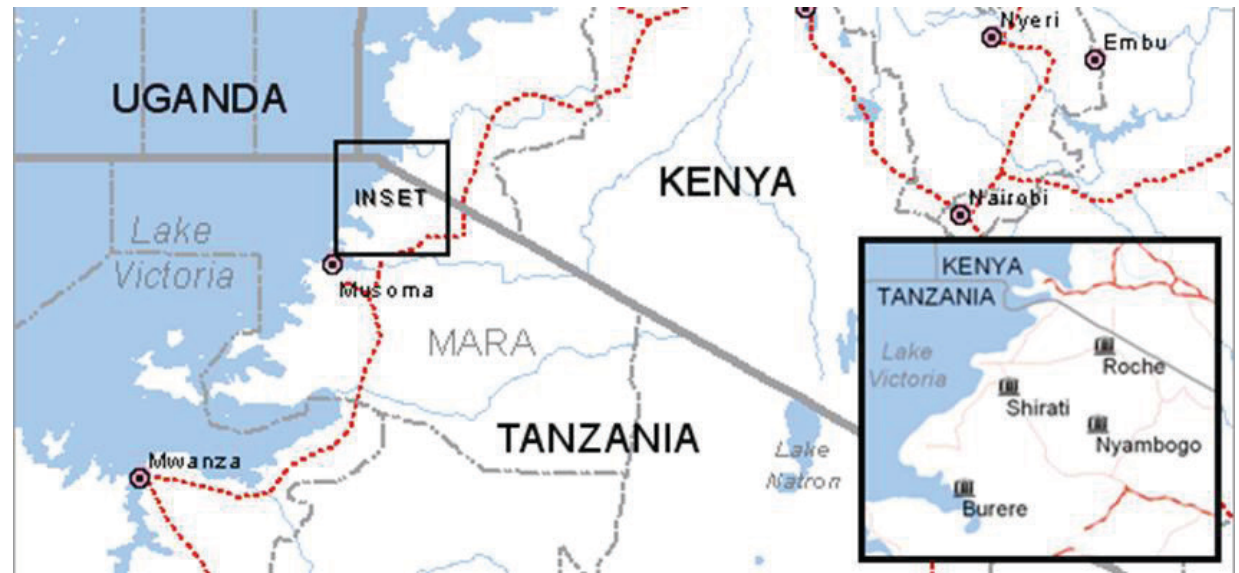 Nyeri
Embu
UGANDA
KENYA
INSET
Nairobi
Lake
Victoria
Musoma
MARA
TANZANIA
Mwanza
Lake
Natron
KENYA
TANZANIA
Lake
Victoria
Roche
Shirati
Nyambogo
Burere